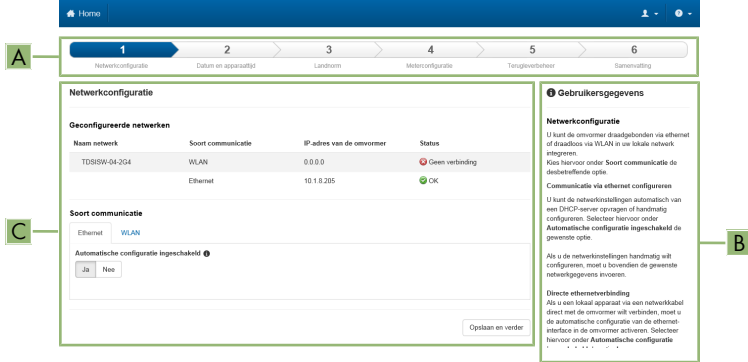 Home
1 2 3 4 5 6
Netwerkconfiguratie Datum en apparaattijd Landnorm Meterconfiguratie Terugleverbeheer Samenvatting
A
Netwerkconfiguratie
Geconfigureerde netwerken
Naam netwerk Soort communicatie IP-adres van de omvormer Status
TDSISW-04-2G4 WLAN 0.0.0.0 Geen verbinding
Ethernet 10.1.8.205 OK
Soort communicatie
C
Ethernet WLAN
Automatische configuratie ingeschakeld
Ja Nee
Opslaan en verder
Gebruikersgegevens
Netwerkconfiguratie
U kunt de omvormer draadgebonden via ethernet
of draadloos via WLAN in uw lokale netwerk
integreren.
Kies hiervoor onder Soort communicatie de
desbetreffende optie.
Communicatie via ethernet configureren
U kunt de netwerkinstellingen automatisch van
een DHCP-server opvragen of handmatig
configureren. Selecteer hiervoor onder
Automatische configuratie ingeschakeld de
gewenste optie.
B
Als u de netwerkinstellingen handmatig wilt
configureren, moet u bovendien de gewenste
netwerkgegevens invoeren.
Directe ethernetverbinding
Als u een lokaal apparaat via een netwerkkabel
direct met de omvormer wilt verbinden, moet u
de automatische configuratie van de ethernet-
interface in de omvormer activeren. Selecteer
hiervoor onder Automatische configuratie